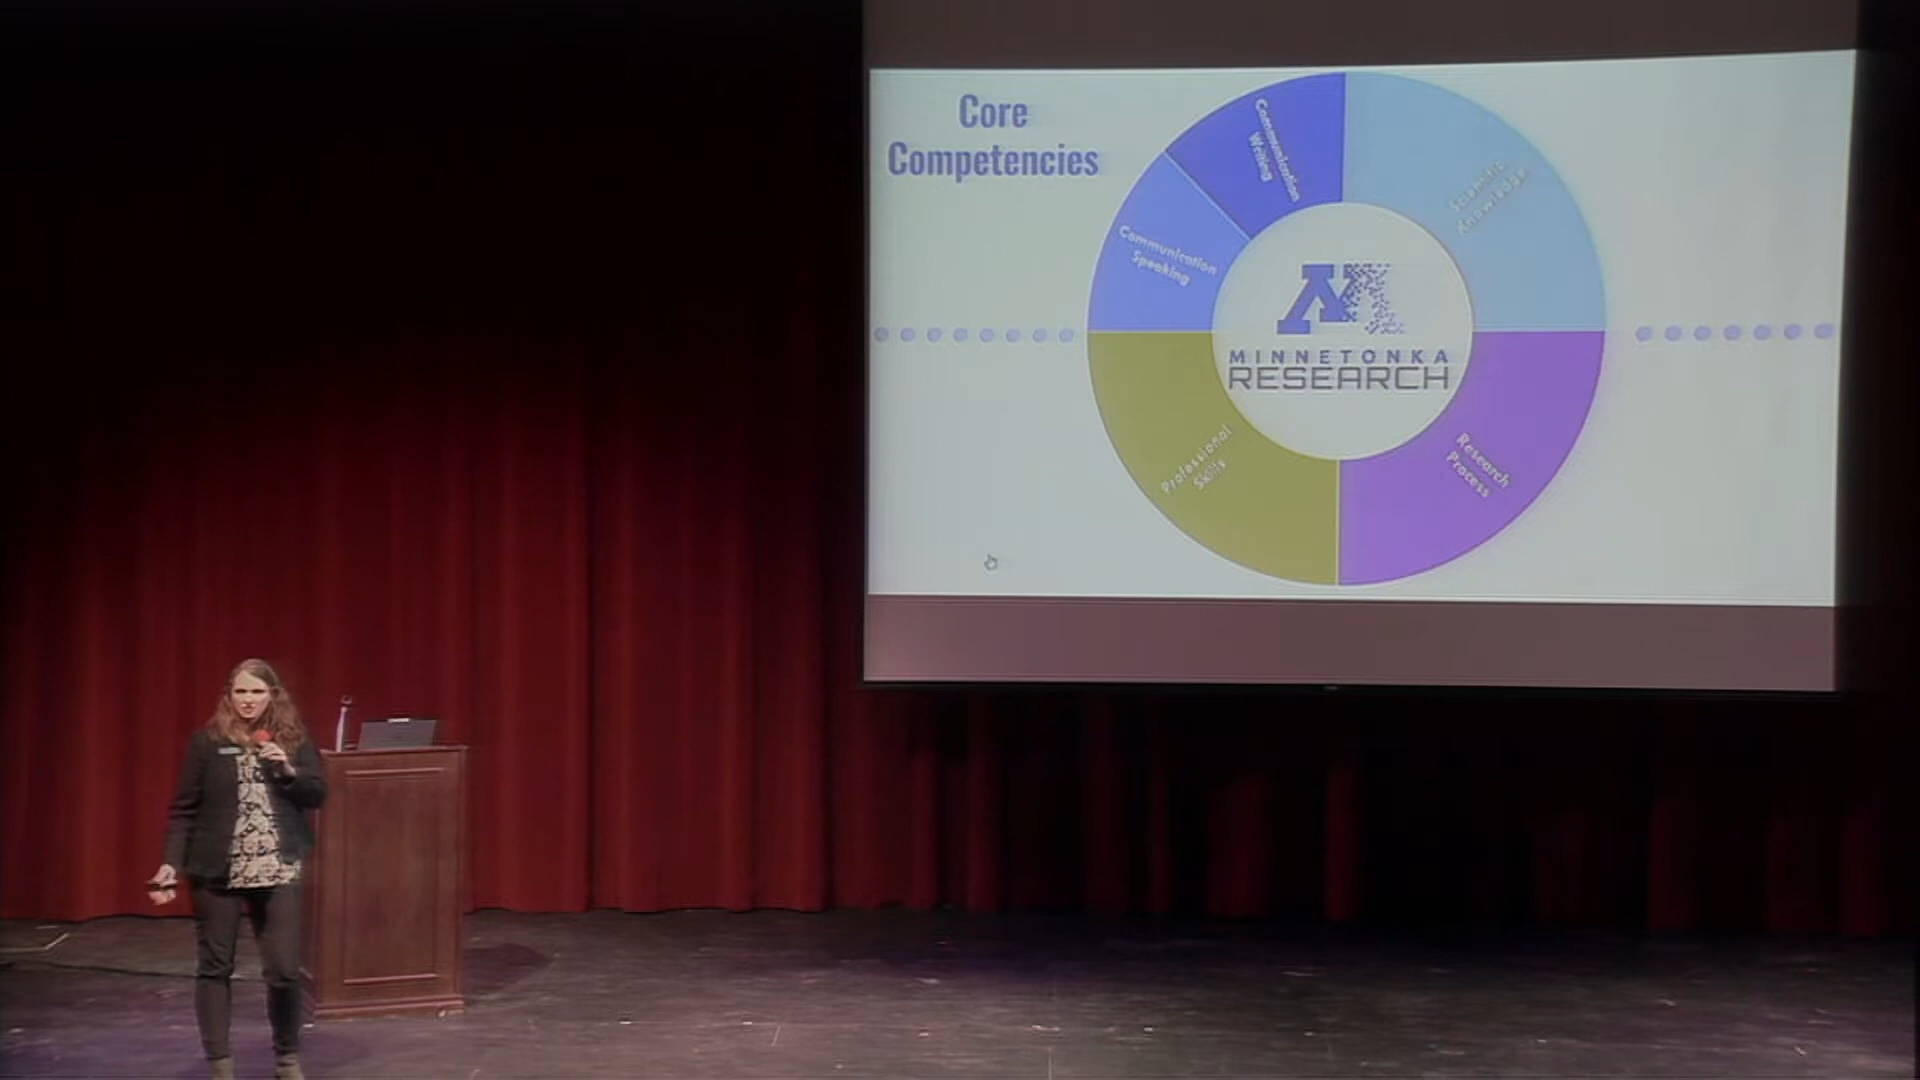 Core
Competencies
Communication
Writing
Scientific
Knowledge
Communication
Speaking
MINNETONKA
RESEARCH
Professional
Skills
Research
Process